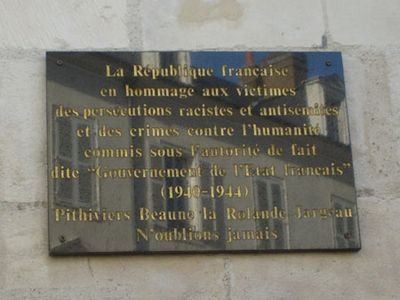 La République française
en hommage aux victimes
des persécutions racistes et antisémites
et des crimes contre l'humanité
commis sous l'autorité de fait
dite "Gouvernement de l'Etat français"
(1940-1944)
Pithiviers Beaune la Rolande Jargeau
N'oublions jamais